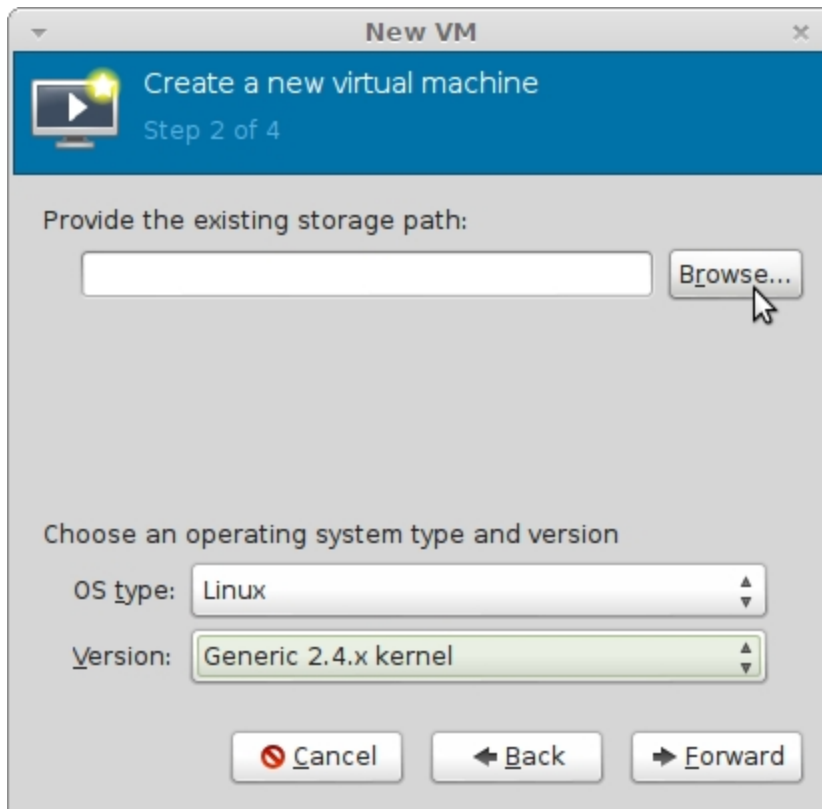 New VM
Create a new virtual machine
Step 2 of 4
Provide the existing storage path:
Browse...
Choose an operating system type and version
OS type: Linux
Version: Generic 2.4.x kernel
Cancel Back Forward